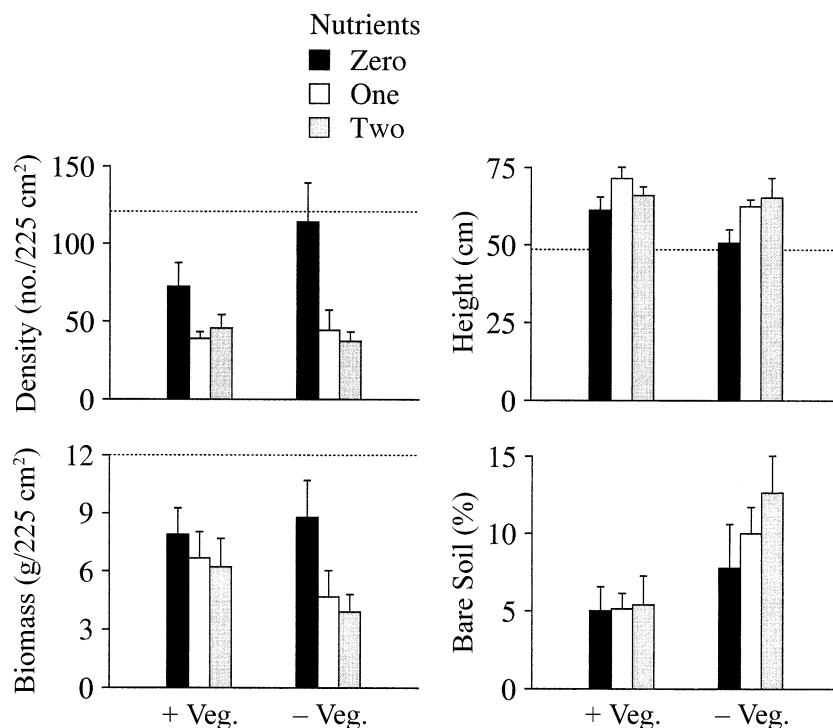 Nutrients
Zero
One
Two
Density (no./225 cm²)
150
100
50
0
Height (cm)
75
50
25
0
Biomass (g/225 cm²)
12
9
6
3
0
+ Veg.
– Veg.
Bare Soil (%)
15
10
5
0
+ Veg.
– Veg.